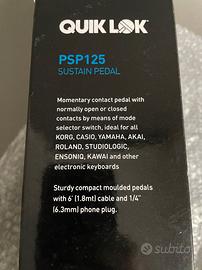 QUIK LOK
PSP125
SUSTAIN PEDAL
Momentary contact pedal with
normally open or closed
contacts by means of mode
selector switch, ideal for all
KORG, CASIO, YAMAHA, AKAI,
ROLAND, STUDIOLOGIC,
ENSONIQ, KAWAI and other
electronic keyboards
Sturdy compact moulded pedals
with 6' (1.8mt) cable and 1/4"
(6.3mm) phone plug.
subito